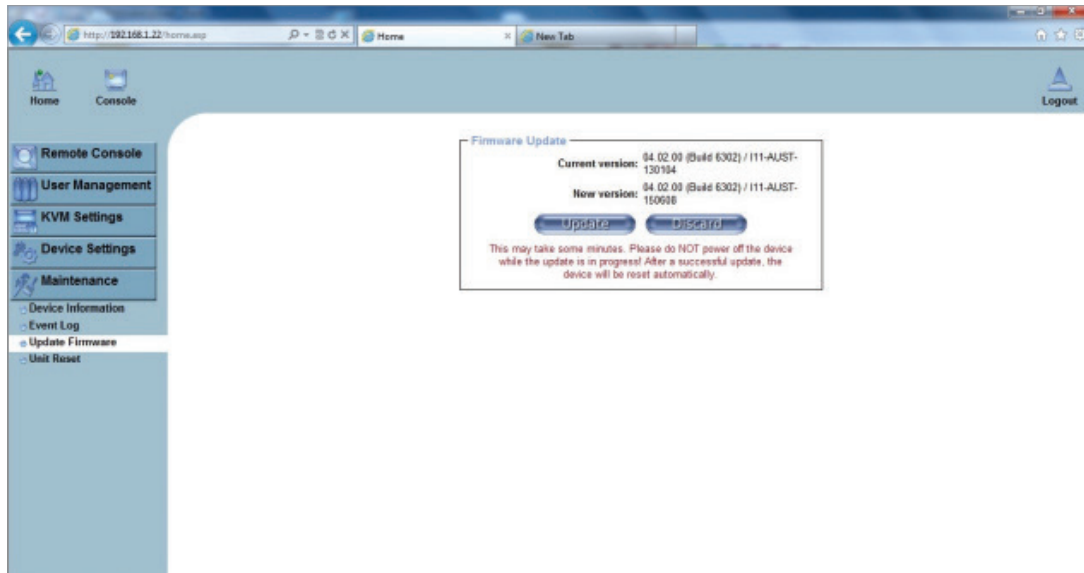 http://192.168.1.22/home.asp
Home
New Tab
Home
Console
Logout
Remote Console
User Management
KVM Settings
Device Settings
Maintenance
Device Information
Event Log
Update Firmware
Unit Reset
Firmware Update
Current version: 04.02.00 (Build 6302) / I11-AUST-
130104
New version: 04.02.00 (Build 6302) / I11-AUST-
150608
Update
Discard
This may take some minutes. Please do NOT power off the device
while the update is in progress! After a successful update, the
device will be reset automatically.